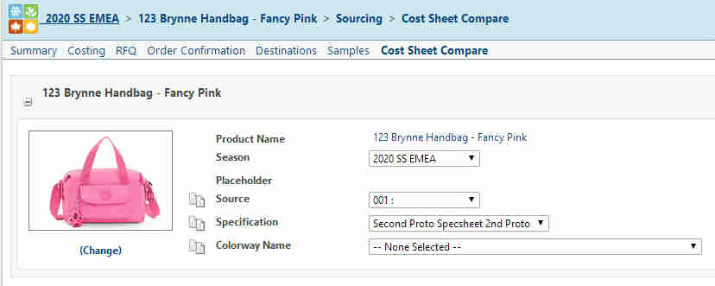 2020 SS EMEA > 123 Brynne Handbag - Fancy Pink > Sourcing > Cost Sheet Compare
Summary Costing RFQ Order Confirmation Destinations Samples Cost Sheet Compare
123 Brynne Handbag - Fancy Pink
Product Name 123 Brynne Handbag - Fancy Pink
Season 2020 SS EMEA
Placeholder
Source 001 :
Specification Second Proto Specsheet 2nd Proto
Colorway Name -- None Selected --
(Change)